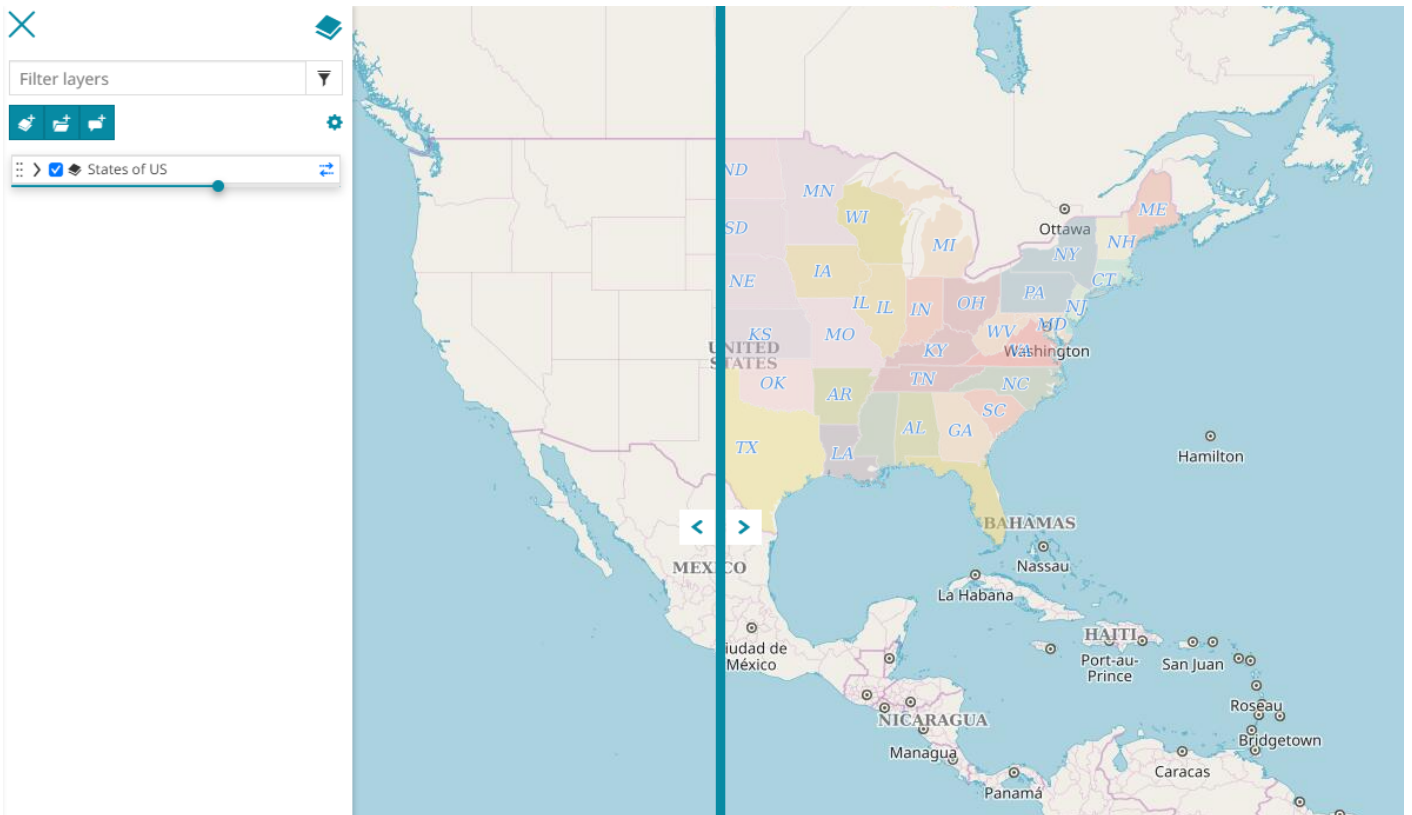 Filter layers
States of US
ND
MN
ME
WI
Ottawa
SD
MI
NH
NY
IA
NE
CT
PA
IL
IL
IN
OH
NJ
KS
MO
WV
MD
UNITED
STATES
KY
VA
Washington
OK
TN
NC
AR
SC
AL
GA
TX
LA
Hamilton
BAHAMAS
MEXICO
Nassau
La Habana
HAITI
iudad de
México
Port-au-
Prince
San Juan
Roseau
NICARAGUA
Managua
Bridgetown
Caracas
Panamá